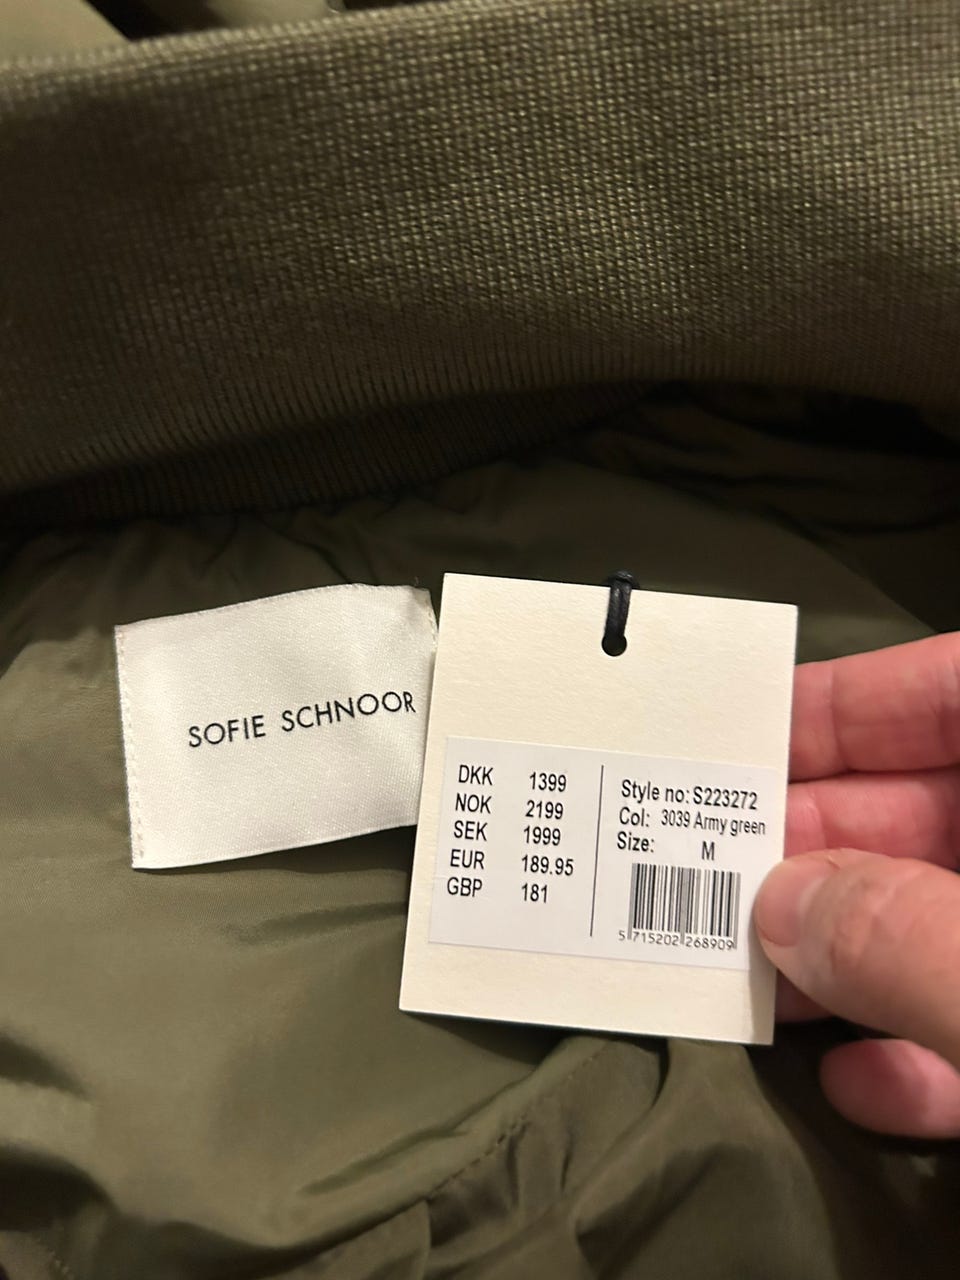 SOFIE SCHNOOR
DKK 1399
NOK 2199
SEK 1999
EUR 189.95
GBP 181
Style no: S223272
Col: 3039 Army green
Size: M
5 715202 268909